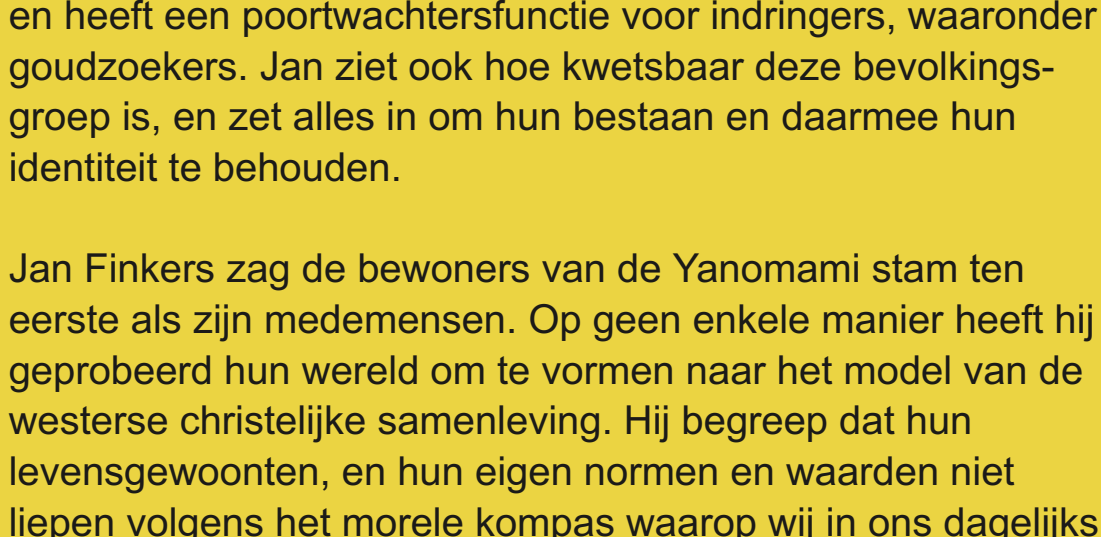 en heeft een poortwachtersfunctie voor indringers, waaronder
goudzoekers. Jan ziet ook hoe kwetsbaar deze bevolkings-
groep is, en zet alles in om hun bestaan en daarmee hun
identiteit te behouden.
Jan Finkers zag de bewoners van de Yanomami stam ten
eerste als zijn medemensen. Op geen enkele manier heeft hij
geprobeerd hun wereld om te vormen naar het model van de
westerse christelijke samenleving. Hij begreep dat hun
levensgewoonten, en hun eigen normen en waarden niet
liepen volgens het morele kompas waarop wij in ons dagelijks